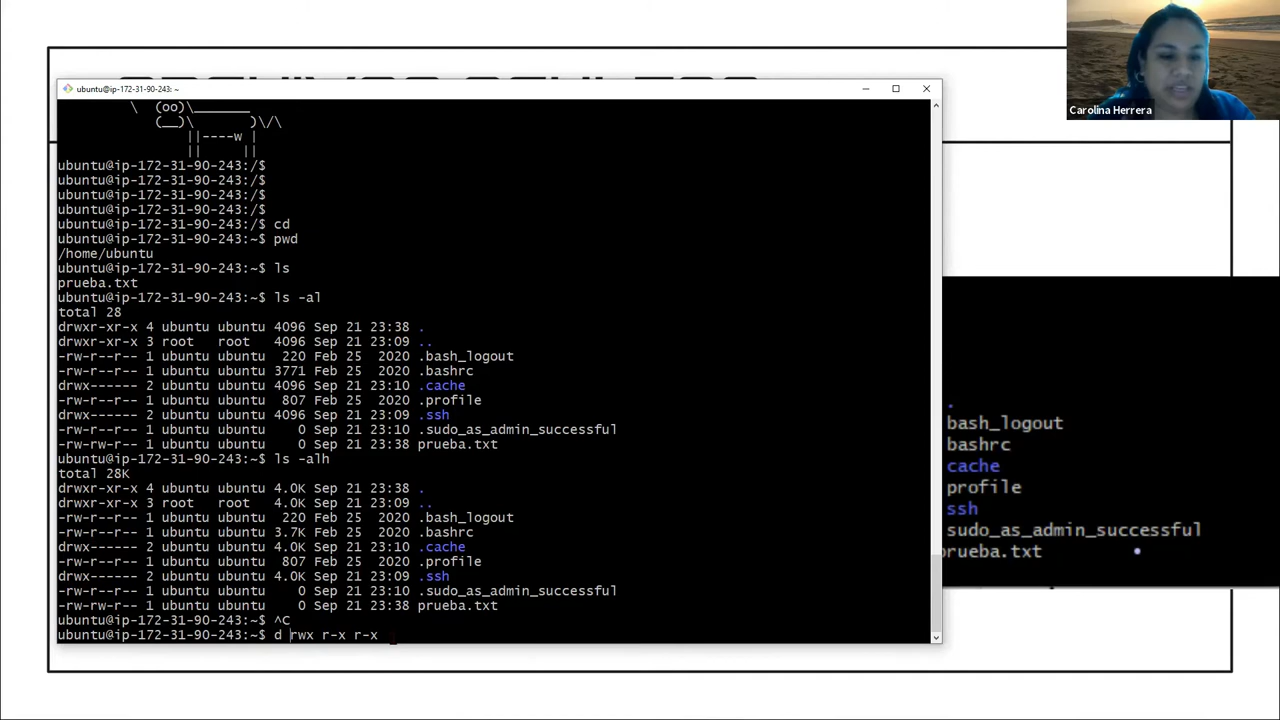 Carolina Herrera
ubuntu@ip-172-31-90-243: ~
\ (oo)\_______
(__)\ )\/\
||----w |
|| ||
ubuntu@ip-172-31-90-243:/$
ubuntu@ip-172-31-90-243:/$
ubuntu@ip-172-31-90-243:/$
ubuntu@ip-172-31-90-243:/$
ubuntu@ip-172-31-90-243:/$ cd
ubuntu@ip-172-31-90-243:~$ pwd
/home/ubuntu
ubuntu@ip-172-31-90-243:~$ ls
prueba.txt
ubuntu@ip-172-31-90-243:~$ ls -al
total 28
drwxr-xr-x 4 ubuntu ubuntu 4096 Sep 21 23:38 .
drwxr-xr-x 3 root root 4096 Sep 21 23:09 ..
-rw-r--r-- 1 ubuntu ubuntu 220 Feb 25 2020 .bash_logout
-rw-r--r-- 1 ubuntu ubuntu 3771 Feb 25 2020 .bashrc
drwx------ 2 ubuntu ubuntu 4096 Sep 21 23:10 .cache
-rw-r--r-- 1 ubuntu ubuntu 807 Feb 25 2020 .profile
drwx------ 2 ubuntu ubuntu 4096 Sep 21 23:09 .ssh
-rw-r--r-- 1 ubuntu ubuntu 0 Sep 21 23:10 .sudo_as_admin_successful
-rw-rw-r-- 1 ubuntu ubuntu 0 Sep 21 23:38 prueba.txt
ubuntu@ip-172-31-90-243:~$ ls -alh
total 28K
drwxr-xr-x 4 ubuntu ubuntu 4.0K Sep 21 23:38 .
drwxr-xr-x 3 root root 4.0K Sep 21 23:09 ..
-rw-r--r-- 1 ubuntu ubuntu 220 Feb 25 2020 .bash_logout
-rw-r--r-- 1 ubuntu ubuntu 3.7K Feb 25 2020 .bashrc
drwx------ 2 ubuntu ubuntu 4.0K Sep 21 23:10 .cache
-rw-r--r-- 1 ubuntu ubuntu 807 Feb 25 2020 .profile
drwx------ 2 ubuntu ubuntu 4.0K Sep 21 23:09 .ssh
-rw-r--r-- 1 ubuntu ubuntu 0 Sep 21 23:10 .sudo_as_admin_successful
-rw-rw-r-- 1 ubuntu ubuntu 0 Sep 21 23:38 prueba.txt
ubuntu@ip-172-31-90-243:~$ ^C
ubuntu@ip-172-31-90-243:~$ d rwx r-x r-x
.
bash_logout
bashrc
cache
profile
ssh
sudo_as_admin_successful
prueba.txt